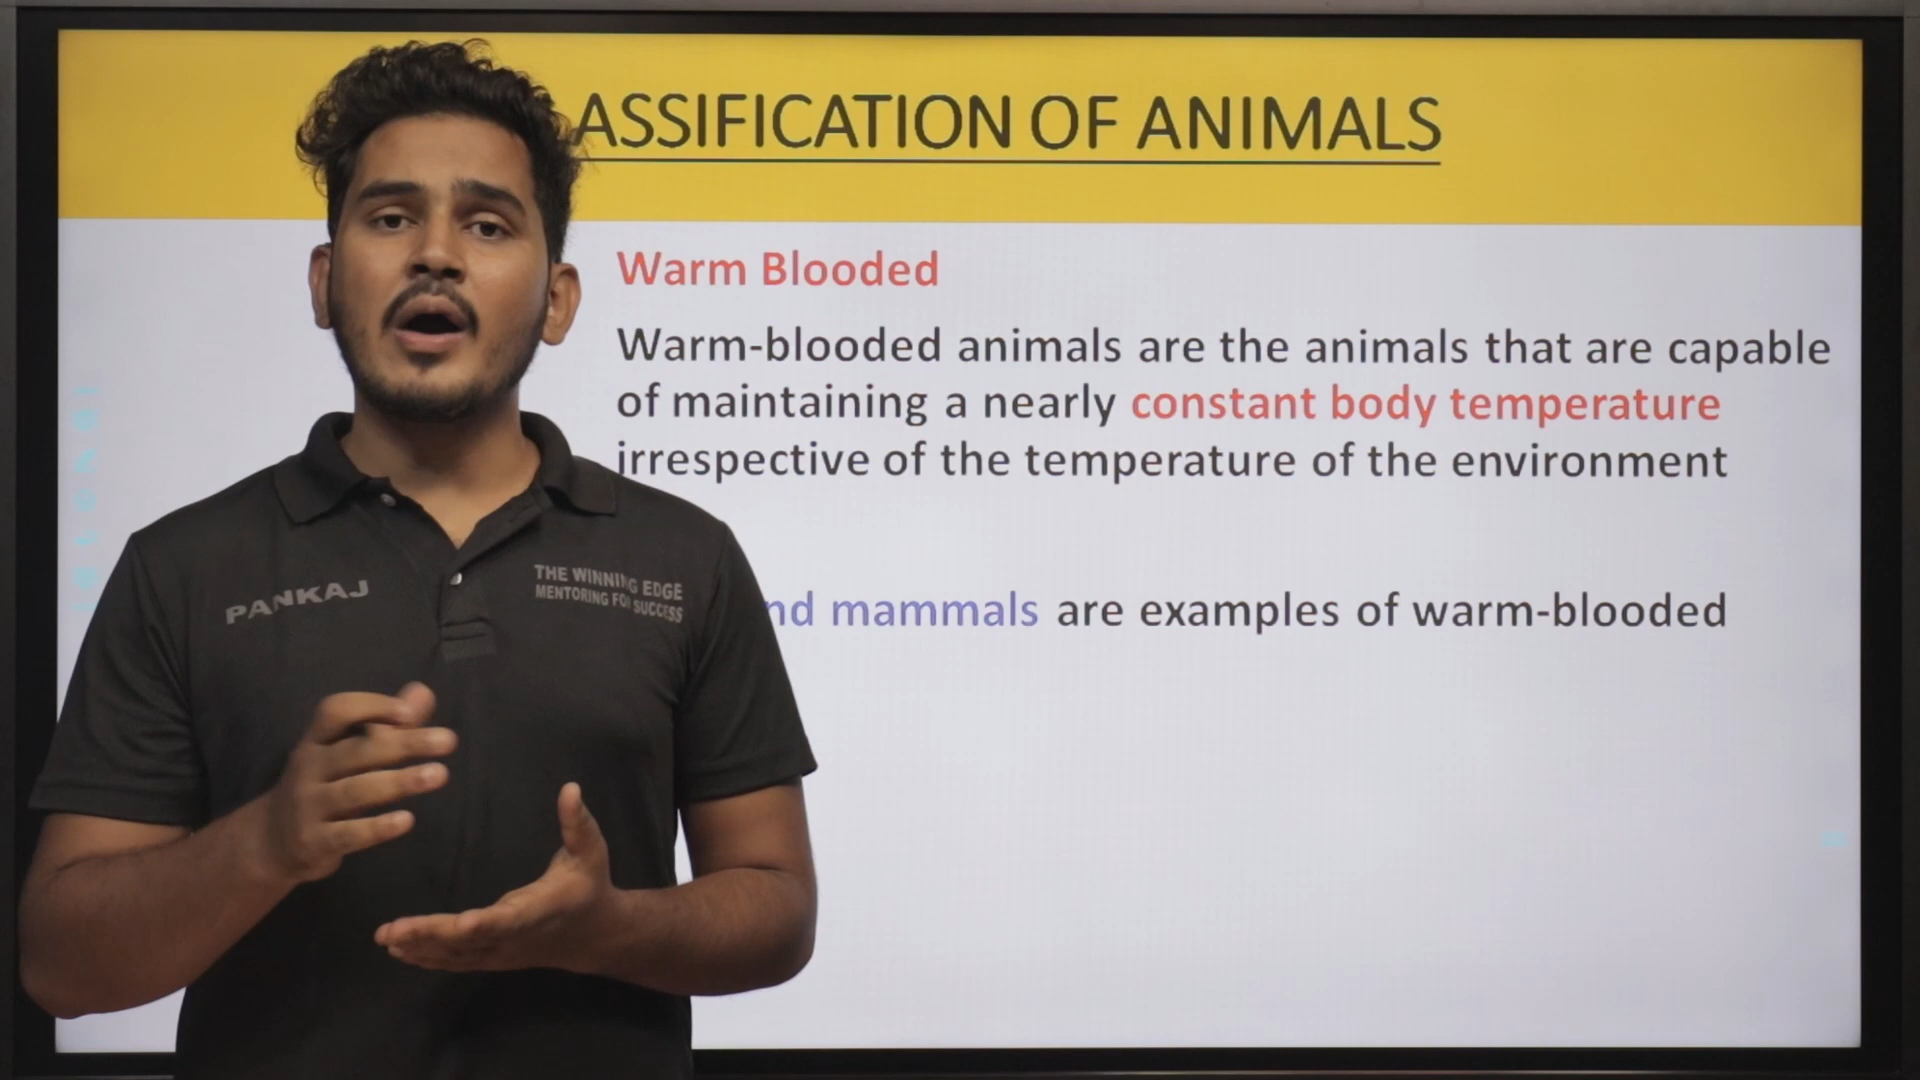 ASSIFICATION OF ANIMALS
Warm Blooded
Warm-blooded animals are the animals that are capable
of maintaining a nearly constant body temperature
irrespective of the temperature of the environment
nd mammals are examples of warm-blooded
PANKAJ
THE WINNING EDGE
MENTORING FOR SUCCESS